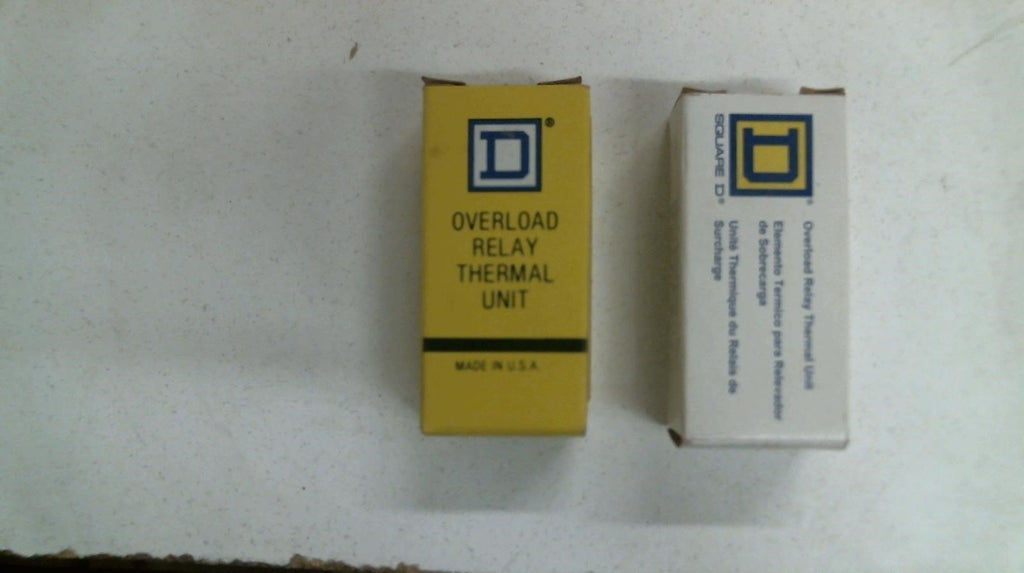 D®
OVERLOAD
RELAY
THERMAL
UNIT
MADE IN U.S.A.
D®
SQUARE D®
Overload Relay Thermal Unit
Elemento Termico para Relevador
de Sobrecarga
Unité Thermique du Relais de
Surcharge